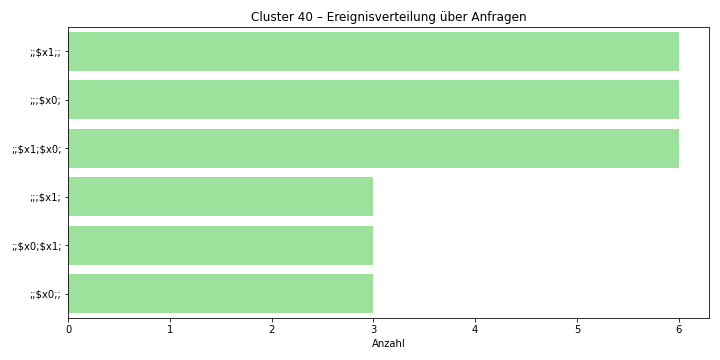 Cluster 40 – Ereignisverteilung über Anfragen
;;$x1;;
;;;$x0;
;;$x1;$x0;
;;;$x1;
;;$x0;$x1;
;;$x0;;
0 1 2 3 4 5 6
Anzahl